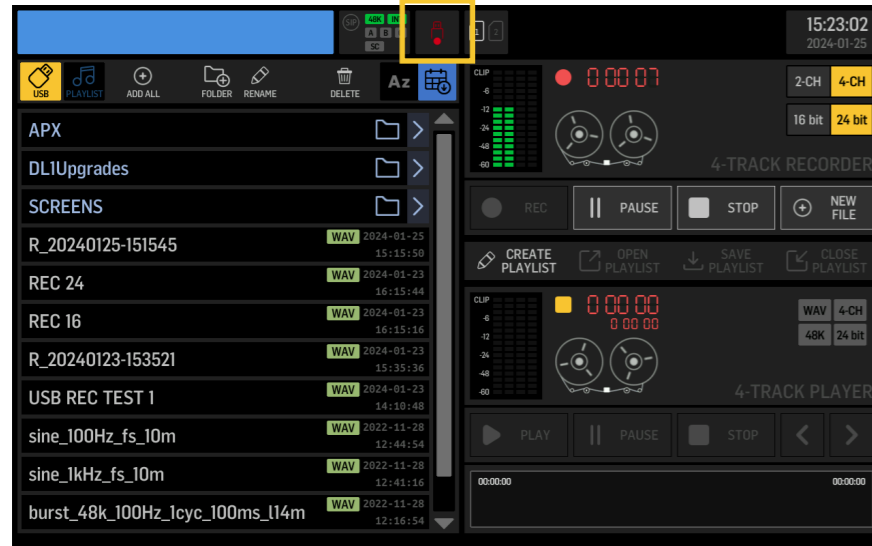 SIP 48K INT
A B C
SC
1 2
15:23:02
2024-01-25
USB PLAYLIST ADD ALL FOLDER RENAME DELETE Az
APX
DL1Upgrades
SCREENS
R_20240125-151545 WAV 2024-01-25
15:15:50
REC 24 WAV 2024-01-23
16:15:44
REC 16 WAV 2024-01-23
16:15:16
R_20240123-153521 WAV 2024-01-23
15:35:36
USB REC TEST 1 WAV 2024-01-23
14:10:48
sine_100Hz_fs_10m WAV 2022-11-28
12:44:54
sine_1kHz_fs_10m WAV 2022-11-28
12:41:16
burst_48k_100Hz_1cyc_100ms_l14m WAV 2022-11-28
12:16:54
CLIP
-6
-12
-24
-48
-60
0 00 07
2-CH 4-CH
16 bit 24 bit
4-TRACK RECORDER
REC PAUSE STOP NEW
FILE
CREATE
PLAYLIST
OPEN
PLAYLIST
SAVE
PLAYLIST
CLOSE
PLAYLIST
CLIP
-6
-12
-24
-48
-60
0 00 00
0 00 00
WAV 4-CH
48K 24 bit
4-TRACK PLAYER
PLAY PAUSE STOP
00:00:00 00:00:00